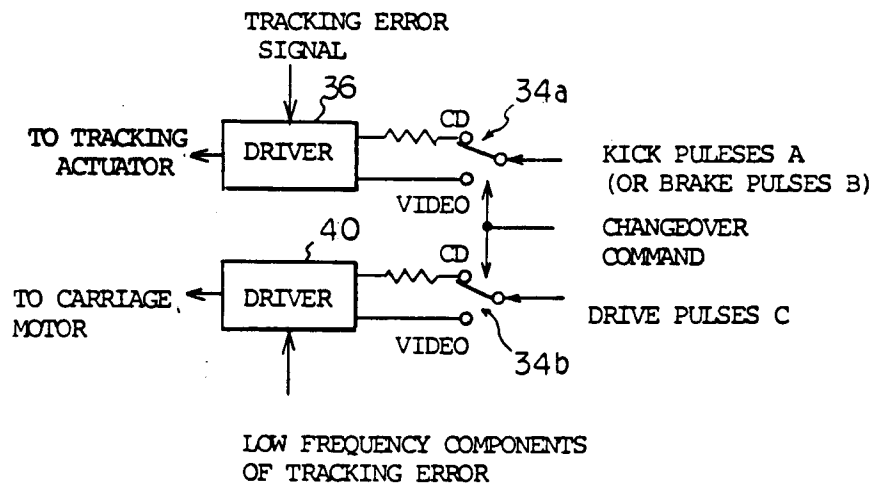 TRACKING ERROR
SIGNAL
36
34a
CD
TO TRACKING
ACTUATOR
DRIVER
KICK PULESES A
(OR BRAKE PULSES B)
VIDEO
CHANGEOVER
COMMAND
40
CD
TO CARRIAGE
MOTOR
DRIVER
DRIVE PULSES C
VIDEO
34b
LOW FREQUENCY COMPONENTS
OF TRACKING ERROR